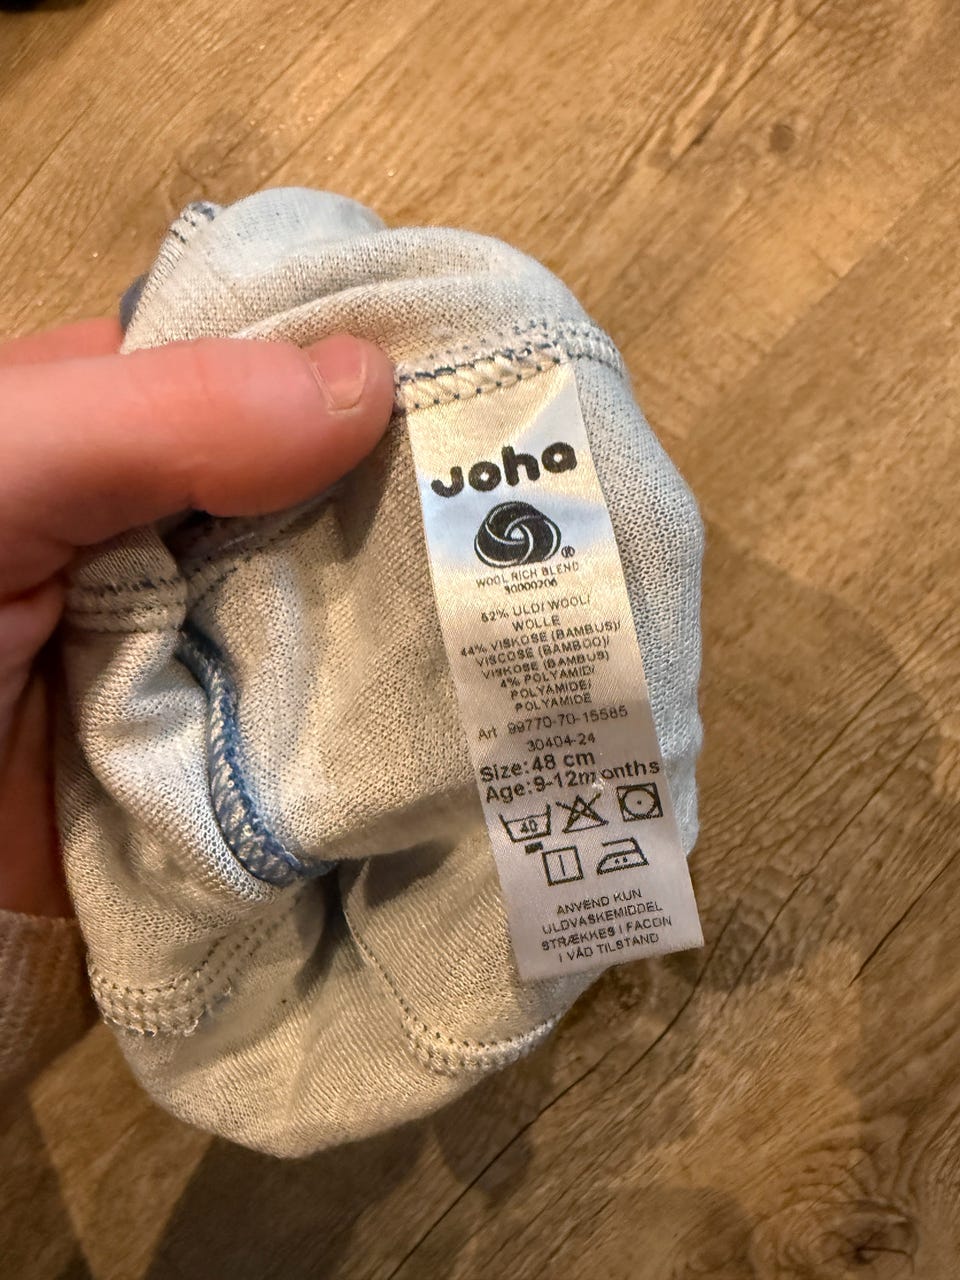 joha
®
WOOL RICH BLEND
30000206
52% ULD/ WOOL/
WOLLE
44% VISKOSE (BAMBUS)/
VISCOSE (BAMBOO)/
VISKOSE (BAMBUS)
4% POLYAMID/
POLYAMIDE/
POLYAMIDE
Art 99770-70-15585
30404-24
Size:48 cm
Age:9-12months
40
ANVEND KUN
ULDVASKEMIDDEL
STRÆKKES I FACON
I VÅD TILSTAND